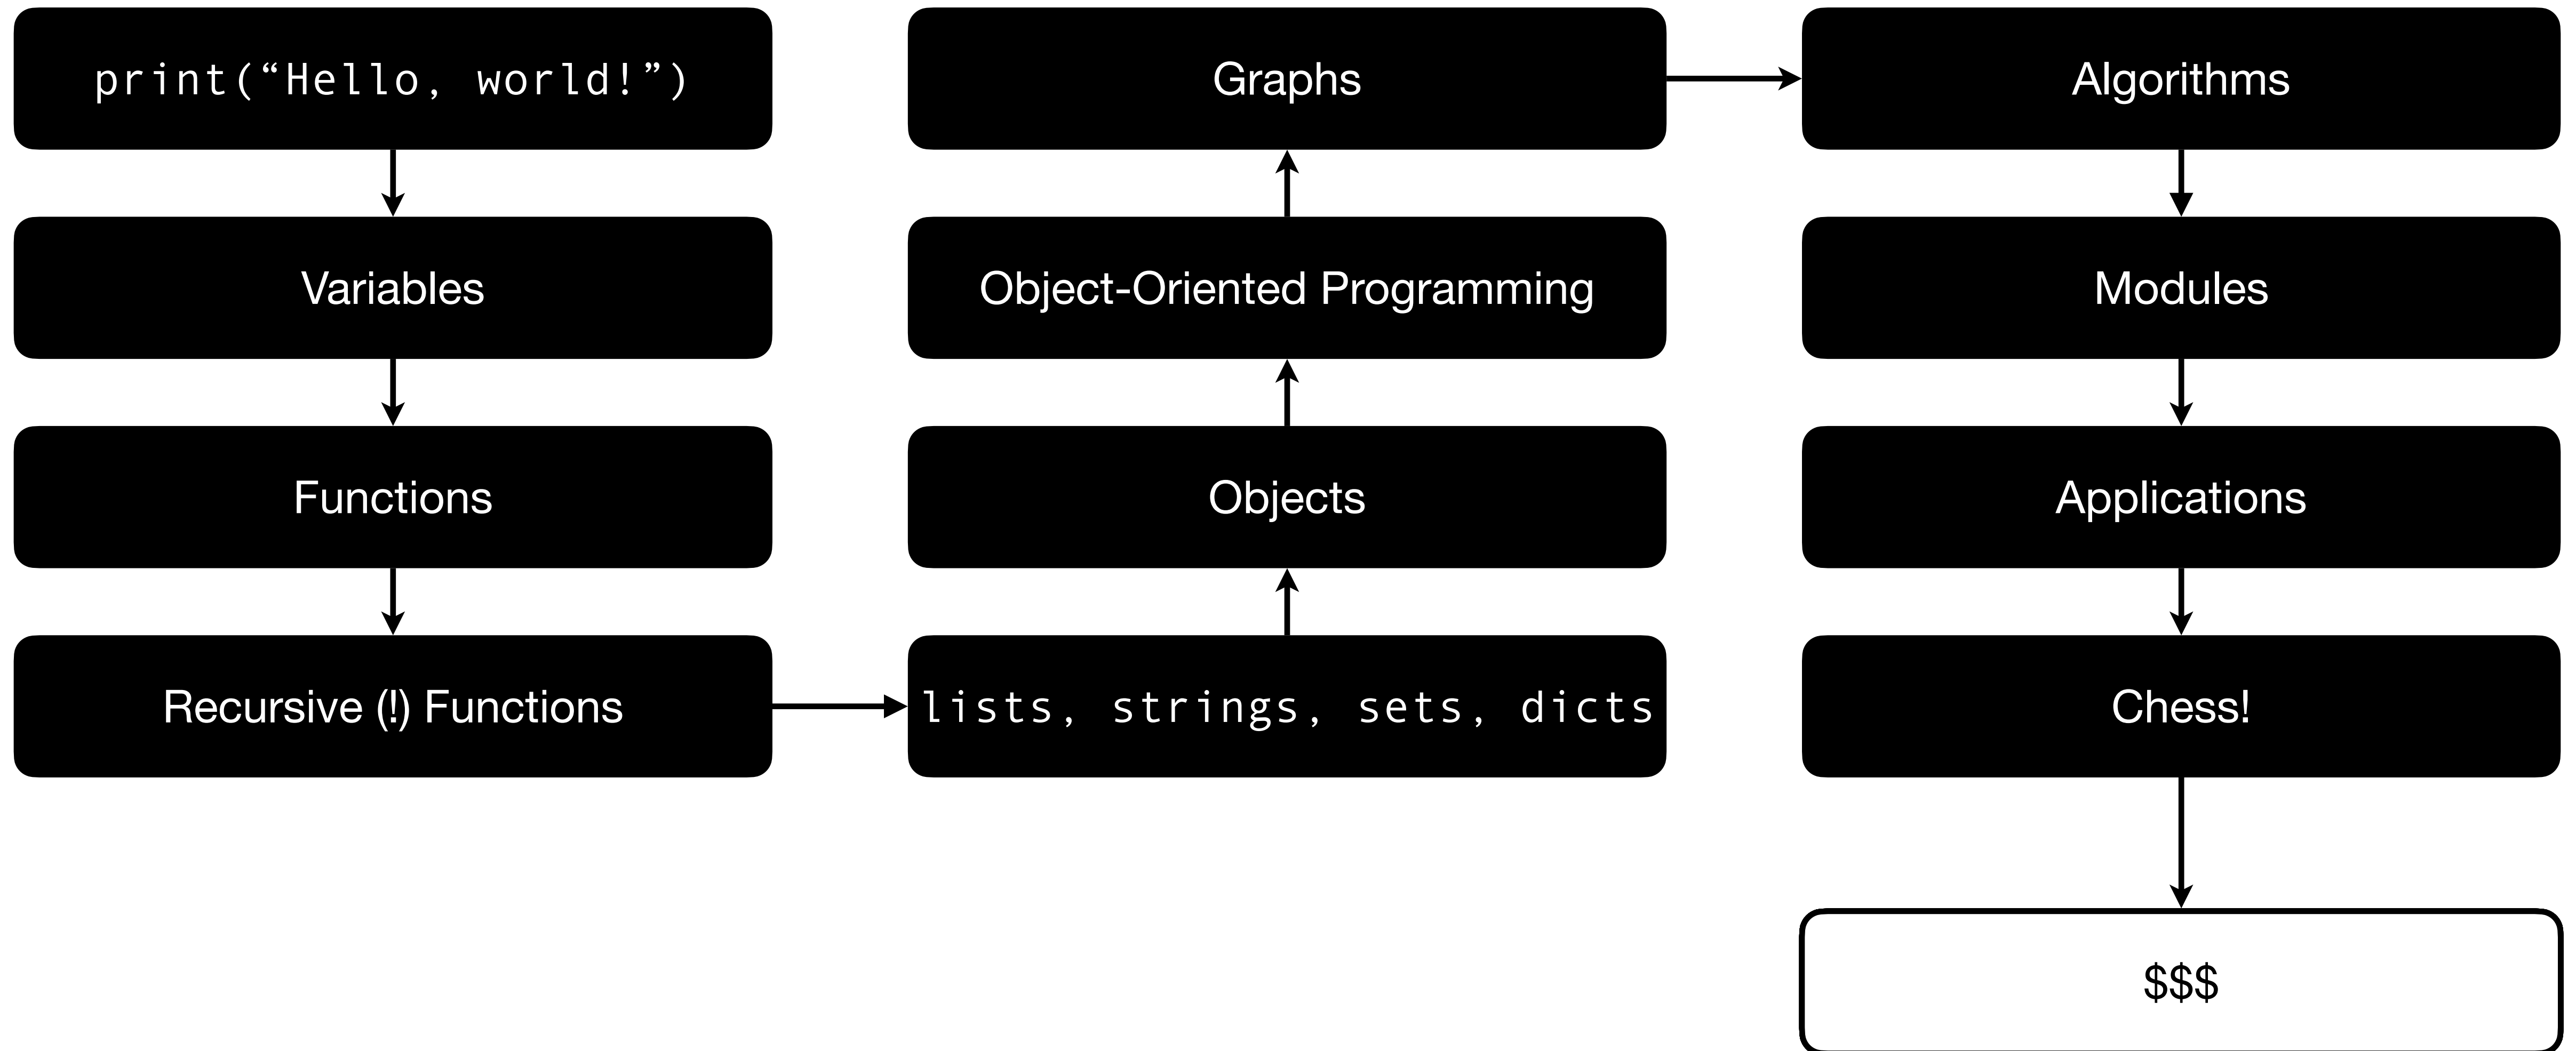 print(“Hello, world!”)
Variables
Functions
Recursive (!) Functions
lists, strings, sets, dicts
Objects
Object-Oriented Programming
Graphs
Algorithms
Modules
Applications
Chess!
$$$